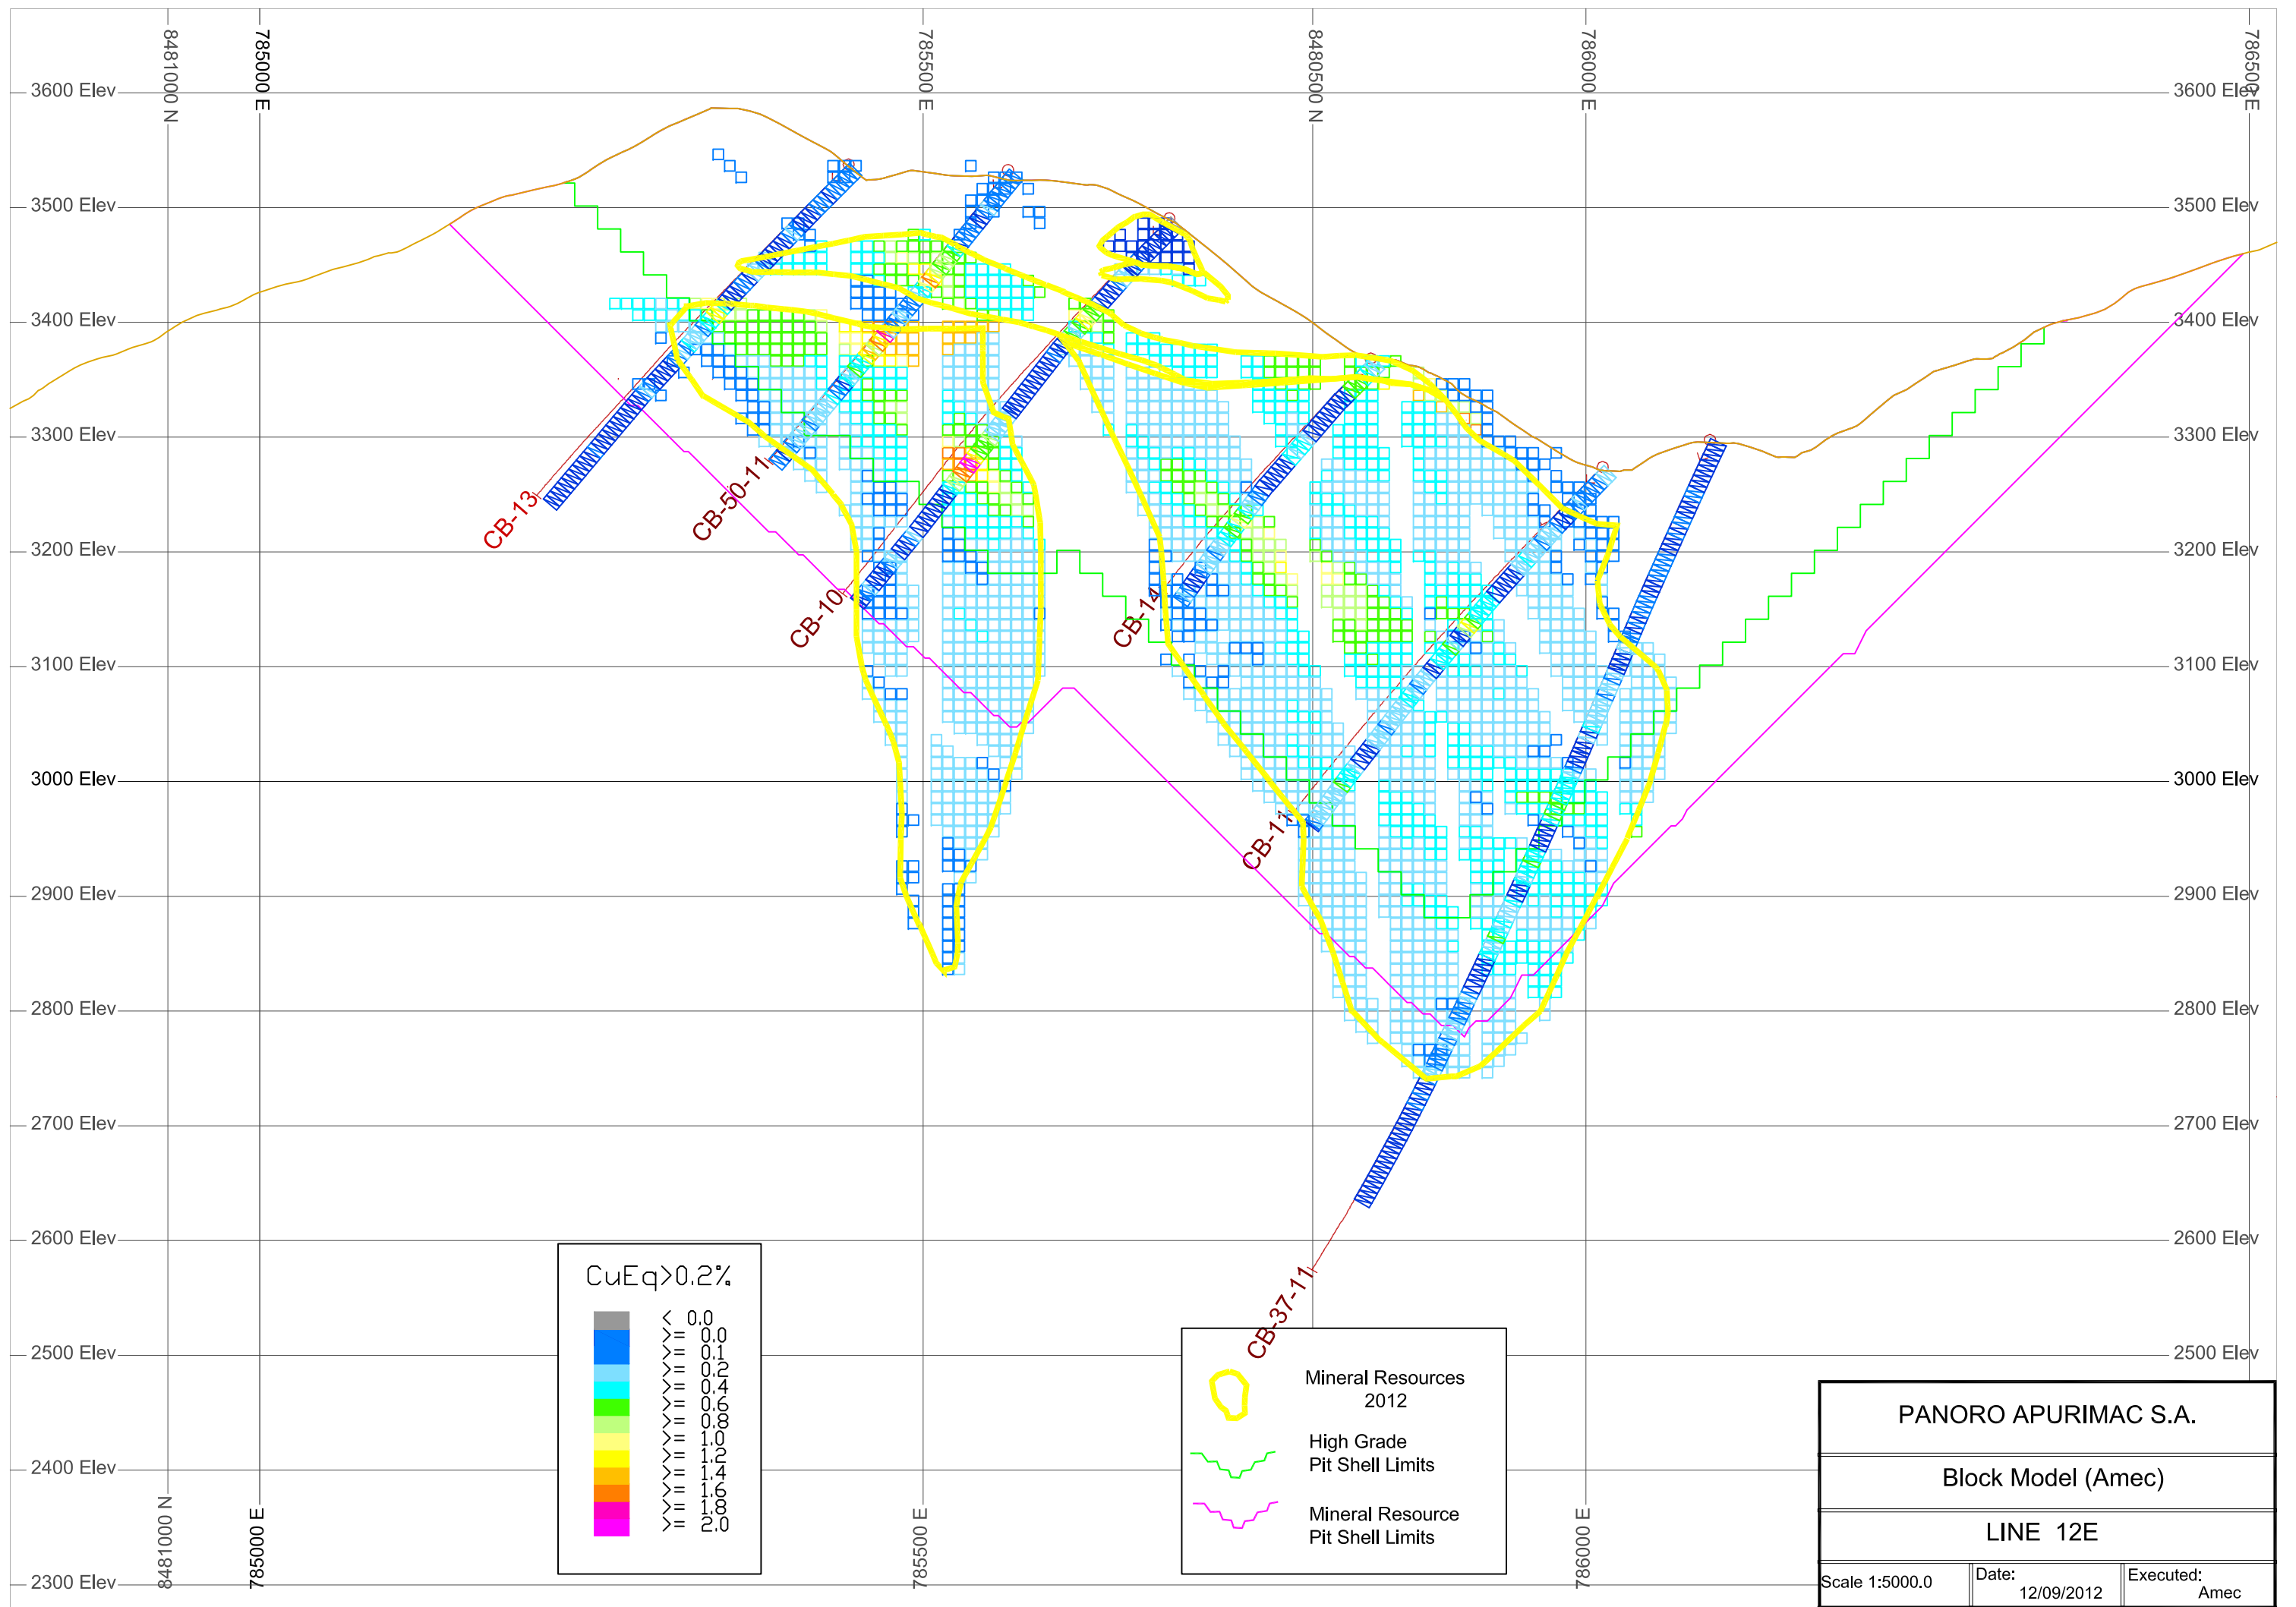 8481000 N
785000 E
785500 E
8480500 N
786000 E
786500 E
3600 Elev
3600 Elev
3500 Elev
3500 Elev
3400 Elev
3400 Elev
3300 Elev
3300 Elev
3200 Elev
3200 Elev
3100 Elev
3100 Elev
3000 Elev
3000 Elev
2900 Elev
2900 Elev
2800 Elev
2800 Elev
2700 Elev
2700 Elev
2600 Elev
2600 Elev
2500 Elev
2500 Elev
2400 Elev
2300 Elev
CB-13
CB-50-11
CB-10
CB-14
CB-11
CB-37-11
CuEq>0.2%
< 0.0
>= 0.0
>= 0.1
>= 0.2
>= 0.4
>= 0.6
>= 0.8
>= 1.0
>= 1.2
>= 1.4
>= 1.6
>= 1.8
>= 2.0
Mineral Resources
2012
High Grade
Pit Shell Limits
Mineral Resource
Pit Shell Limits
PANORO APURIMAC S.A.
Block Model (Amec)
LINE 12E
Scale 1:5000.0
Date:
12/09/2012
Executed:
Amec
8481000 N
785000 E
785500 E
786000 E